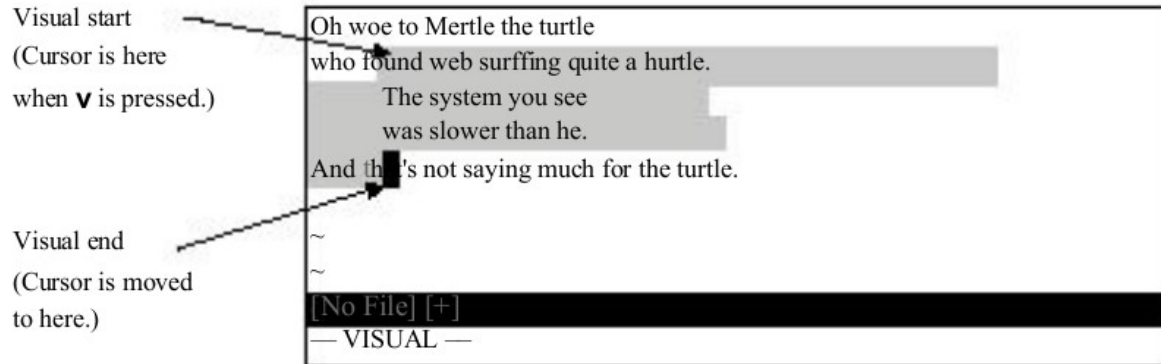 Visual start
(Cursor is here
when v is pressed.)
Oh woe to Mertle the turtle
who found web surffing quite a hurtle.
The system you see
was slower than he.
And that's not saying much for the turtle.
Visual end
(Cursor is moved
to here.)
~
~
[No File] [+]
— VISUAL —